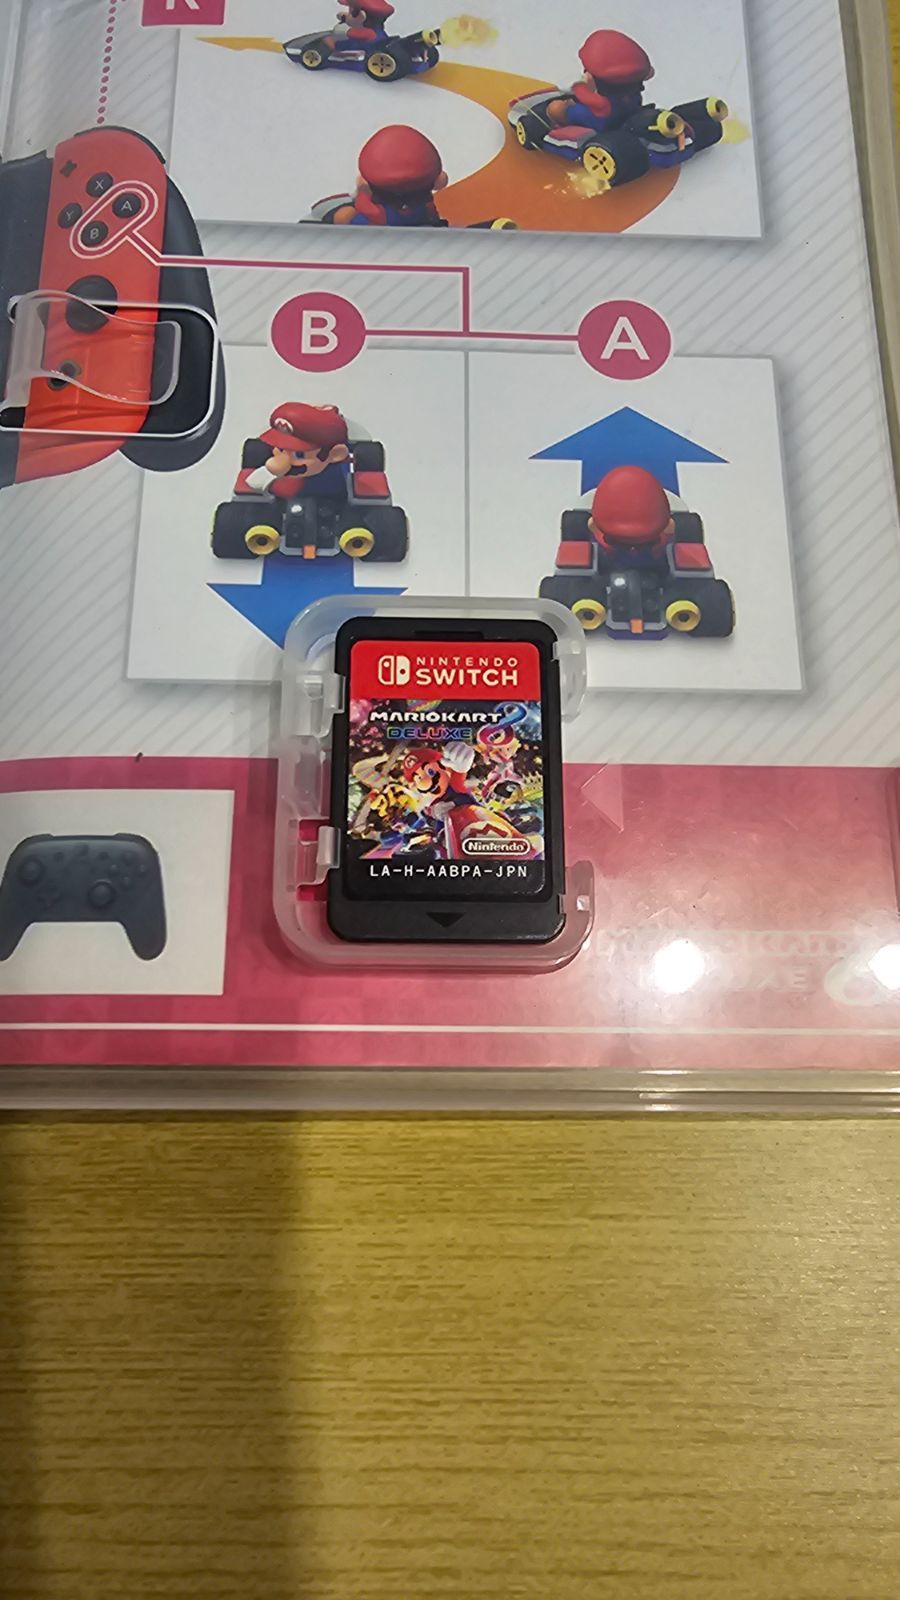 R
X
A
Y
B
B
A
NINTENDO
SWITCH
MARIOKART 8
DELUXE
Nintendo
LA-H-AABPA-JPN